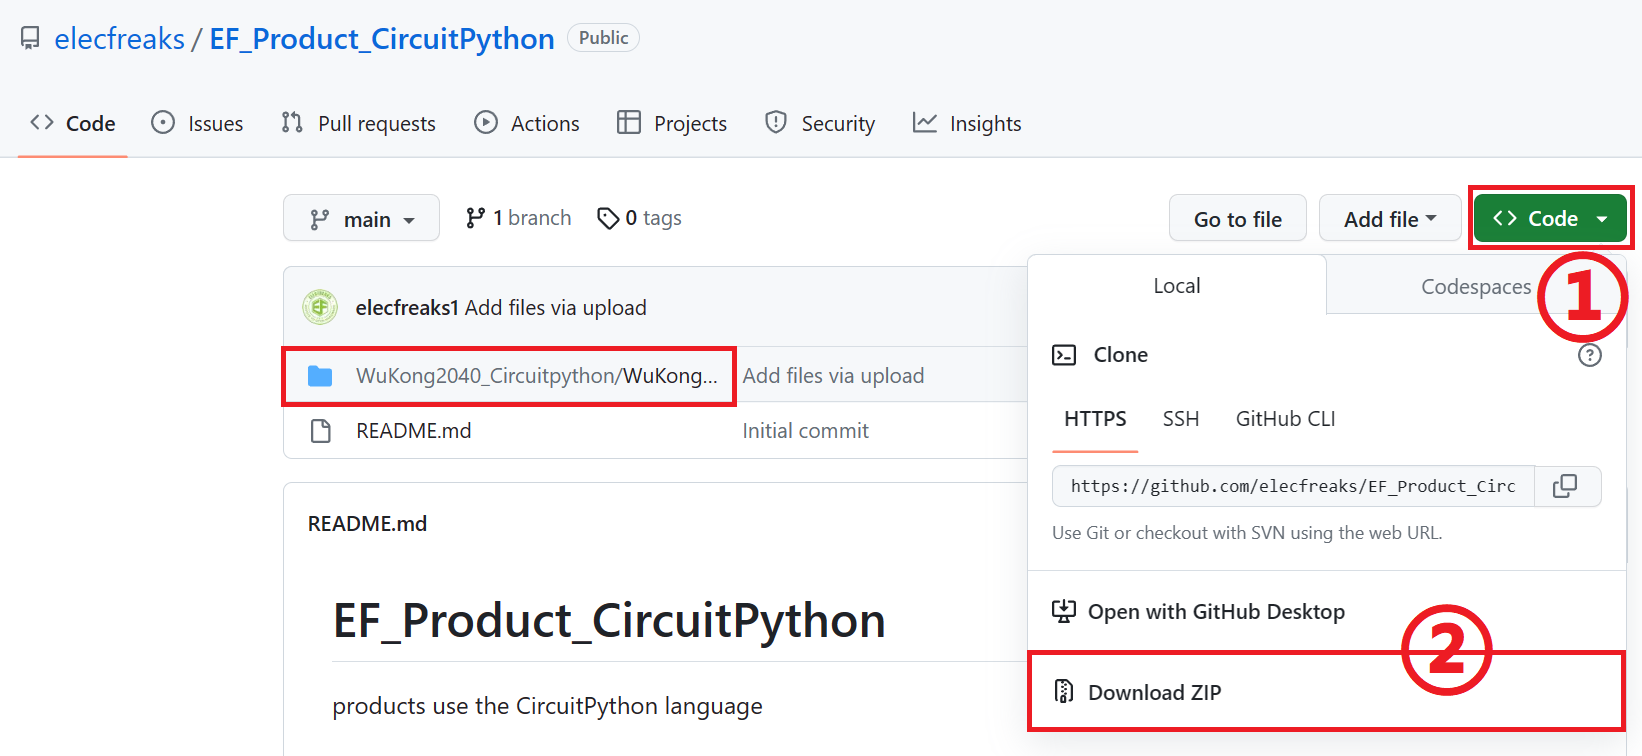 elecfreaks / EF_Product_CircuitPython Public
Code Issues Pull requests Actions Projects Security Insights
main 1 branch 0 tags Go to file Add file Code
1
elecfreaks1 Add files via upload
WuKong2040_Circuitpython/WuKong... Add files via upload
README.md Initial commit
README.md
EF_Product_CircuitPython
products use the CircuitPython language
Local Codespaces
Clone
HTTPS SSH GitHub CLI
https://github.com/elecfreaks/EF_Product_Circ
Use Git or checkout with SVN using the web URL.
Open with GitHub Desktop
2
Download ZIP